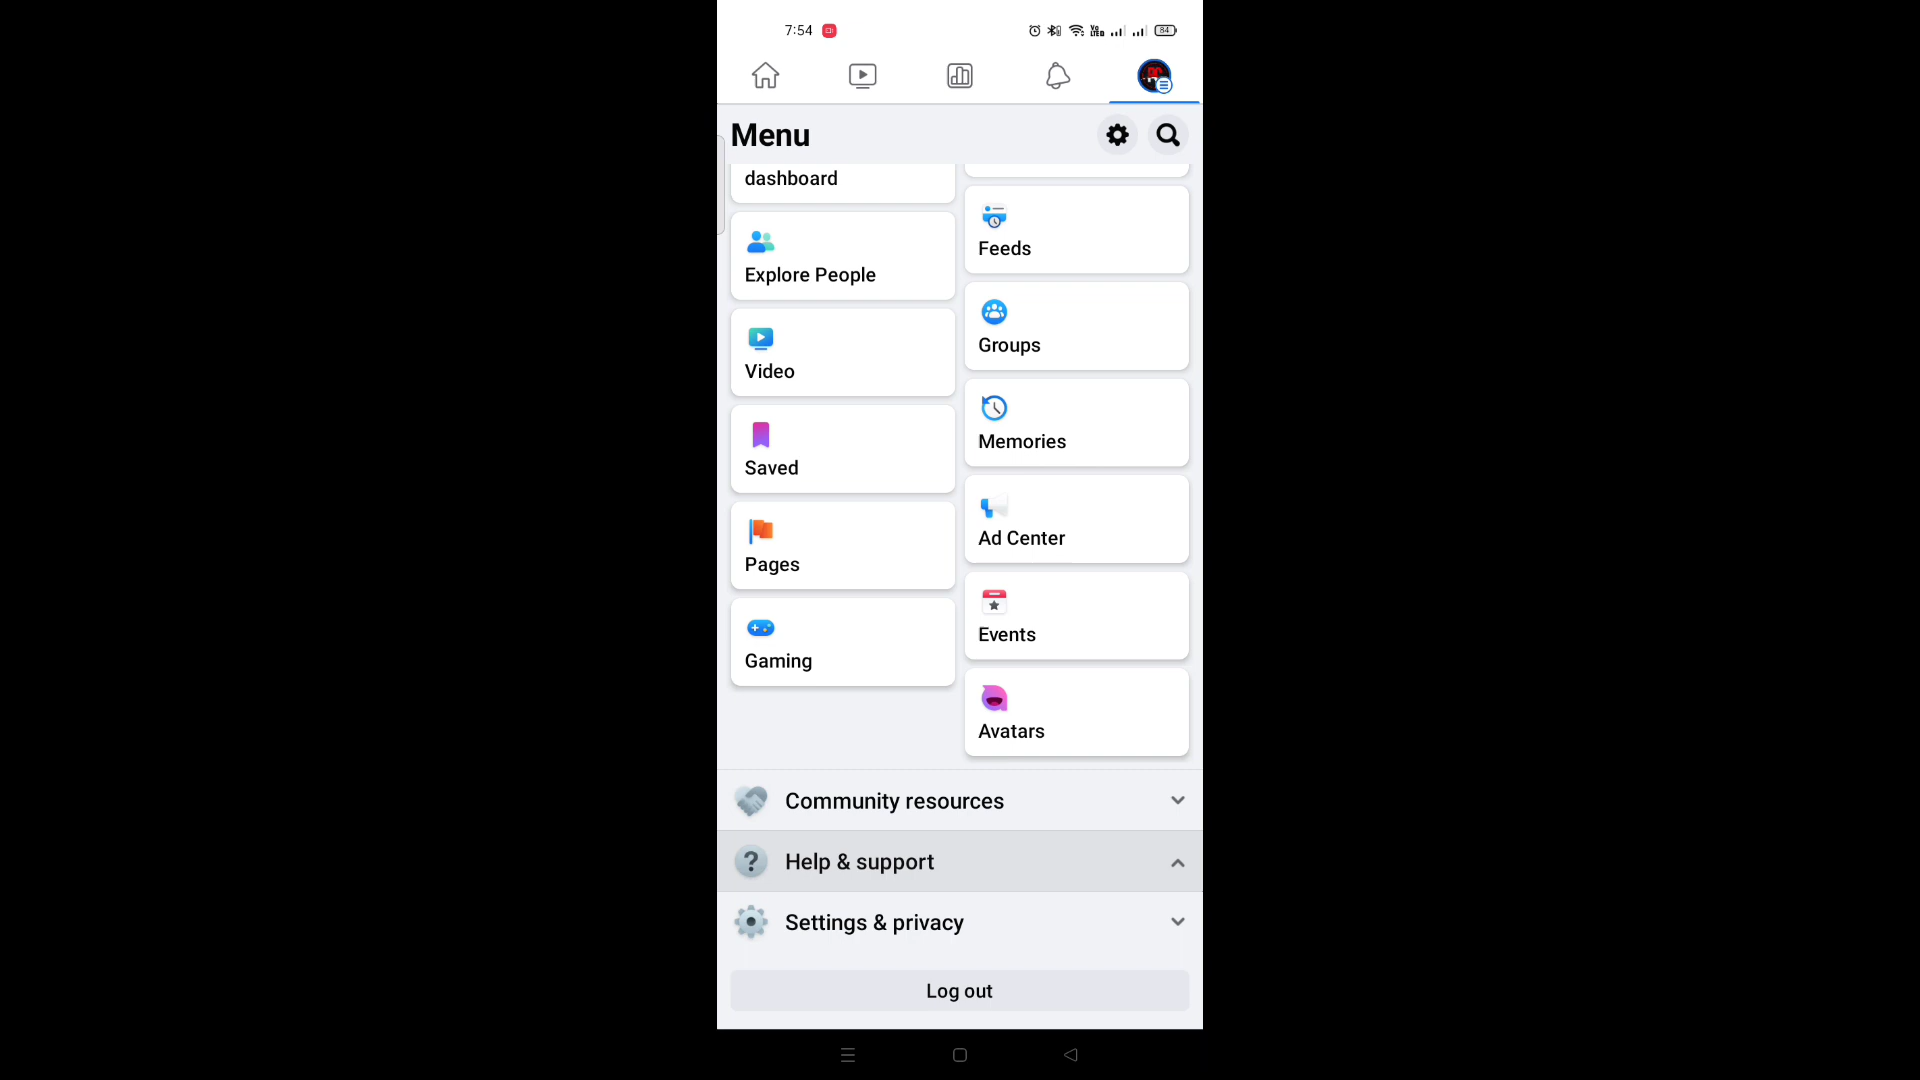 7:54
84
Menu
dashboard
Feeds
Explore People
Groups
Video
Memories
Saved
Ad Center
Pages
Events
Gaming
Avatars
Community resources
Help & support
Settings & privacy
Log out